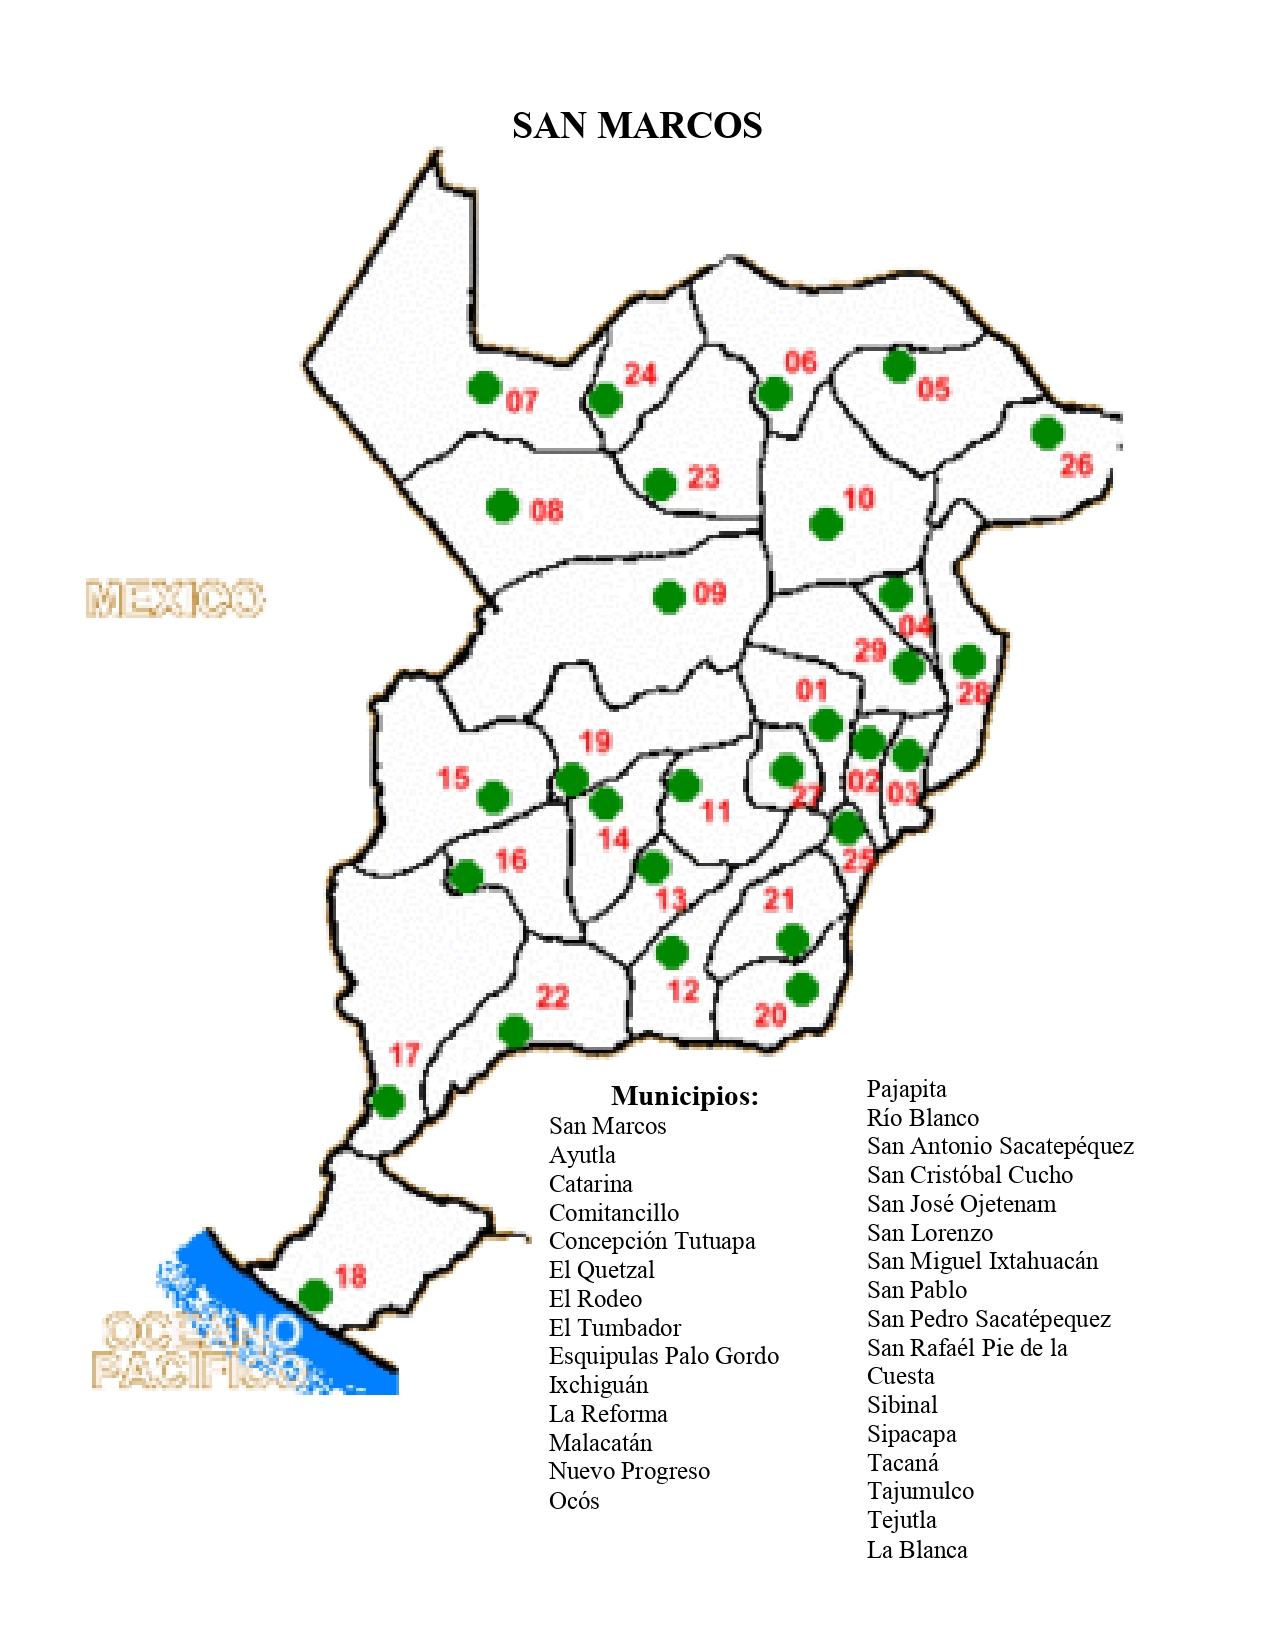 SAN MARCOS
24
06
05
07
26
23
10
08
MEXICO
09
04
29
28
01
19
15
02
03
27
11
14
16
25
13
21
12
22
20
17
18
OCEANO
PACIFICO
Municipios:
San Marcos
Ayutla
Catarina
Comitancillo
Concepción Tutuapa
El Quetzal
El Rodeo
El Tumbador
Esquipulas Palo Gordo
Ixchiguán
La Reforma
Malacatán
Nuevo Progreso
Ocós
Pajapita
Río Blanco
San Antonio Sacatepéquez
San Cristóbal Cucho
San José Ojetenam
San Lorenzo
San Miguel Ixtahuacán
San Pablo
San Pedro Sacatépequez
San Rafaél Pie de la
Cuesta
Sibinal
Sipacapa
Tacaná
Tajumulco
Tejutla
La Blanca